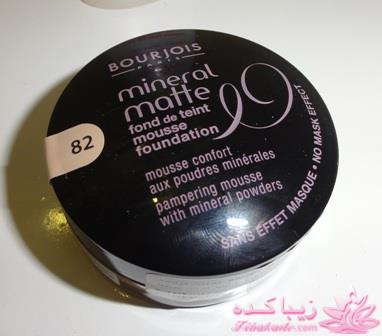 BOURJOIS
PARIS
mineral
matte
fond de teint
mousse
foundation
mousse confort
aux poudres minérales
pampering mousse
with mineral powders
SANS EFFET MASQUE • NO MASK EFFECT
82
زیباکده
Zibakade.com